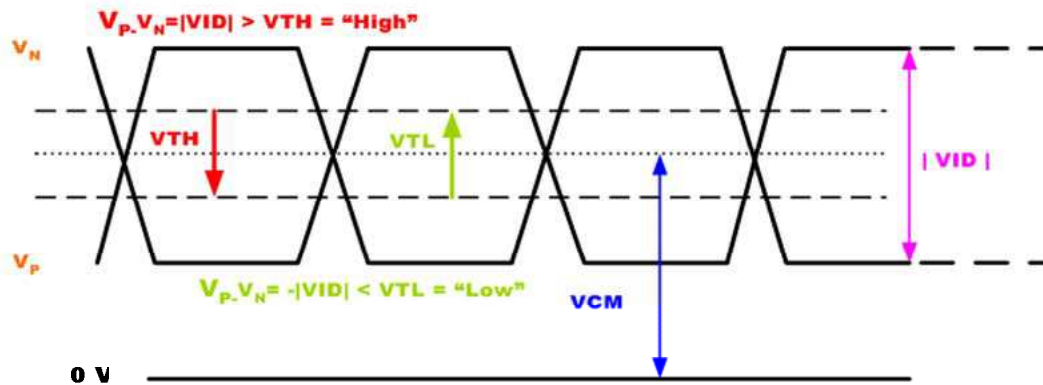 VP-VN=|VID| > VTH = “High”
VN
VTH
VTL
| VID |
VP
VP-VN= -|VID| < VTL = “Low”
VCM
0 V